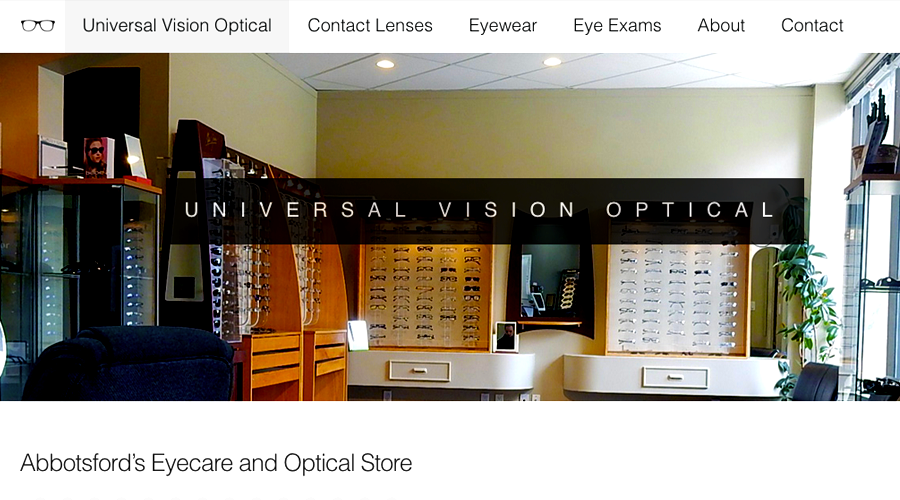 Universal Vision Optical Contact Lenses Eyewear Eye Exams About Contact
UNIVERSAL VISION OPTICAL
Abbotsford’s Eyecare and Optical Store